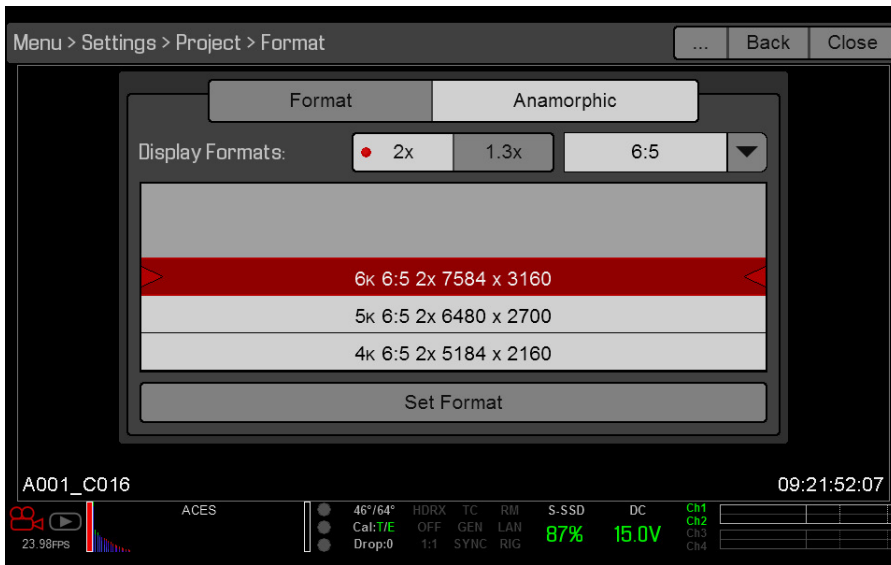 Menu > Settings > Project > Format ... Back Close
Format Anamorphic
Display Formats: 2x 1.3x 6:5
6K 6:5 2x 7584 x 3160
5K 6:5 2x 6480 x 2700
4K 6:5 2x 5184 x 2160
Set Format
A001_C016 09:21:52:07
ACES 46°/64° HDRX TC RM S-SSD DC Ch1
Cal:T/E OFF GEN LAN 87% 15.0V Ch2
23.98FPS Drop:0 1:1 SYNC RIG Ch3
Ch4